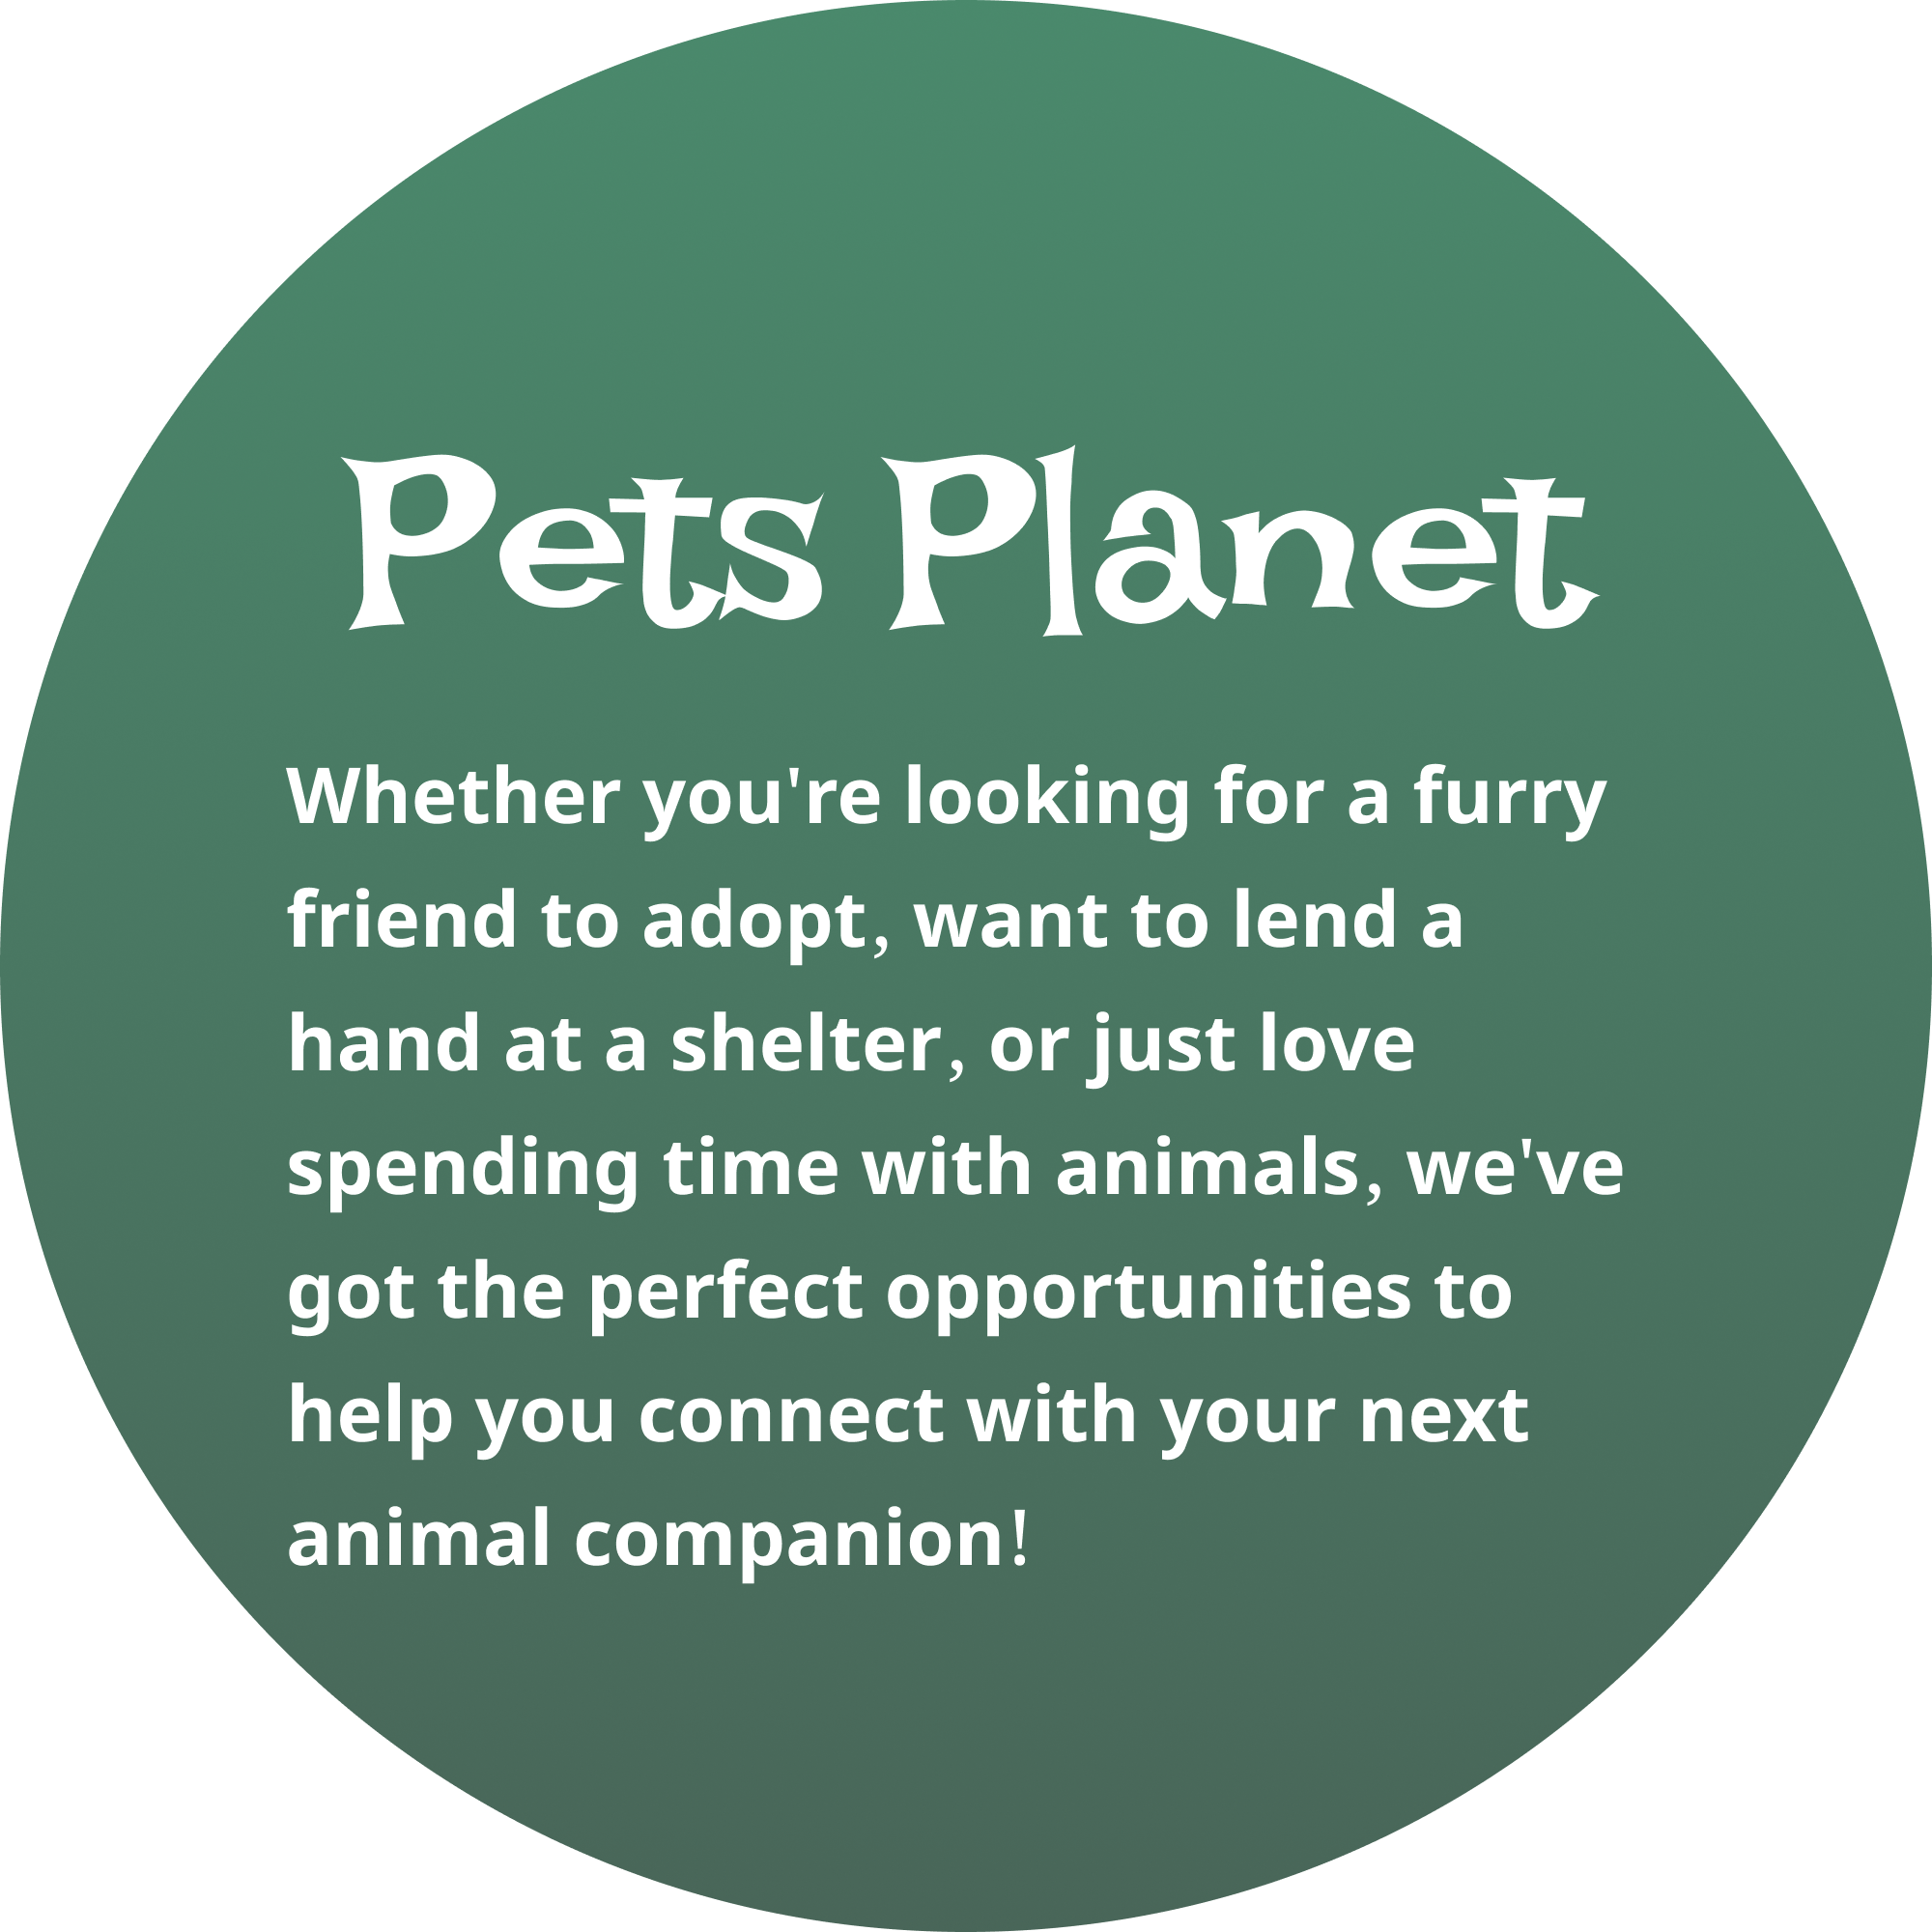 Pets Planet
Whether you're looking for a furry
friend to adopt, want to lend a
hand at a shelter, or just love
spending time with animals, we've
got the perfect opportunities to
help you connect with your next
animal companion!